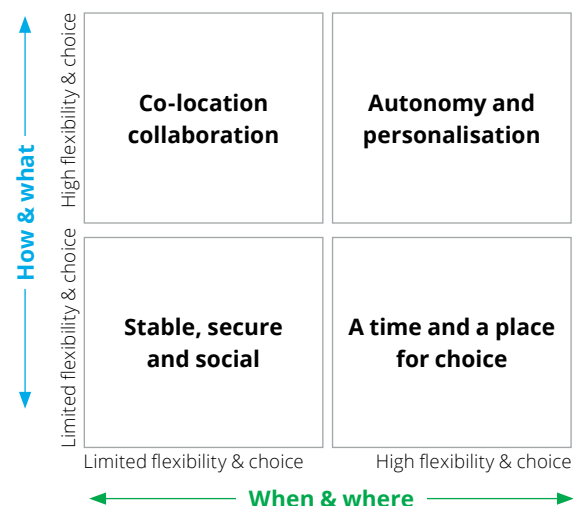 How & what
High flexibility & choice
Limited flexibility & choice
Co-location
collaboration
Autonomy and
personalisation
Stable, secure
and social
A time and a place
for choice
Limited flexibility & choice
High flexibility & choice
When & where